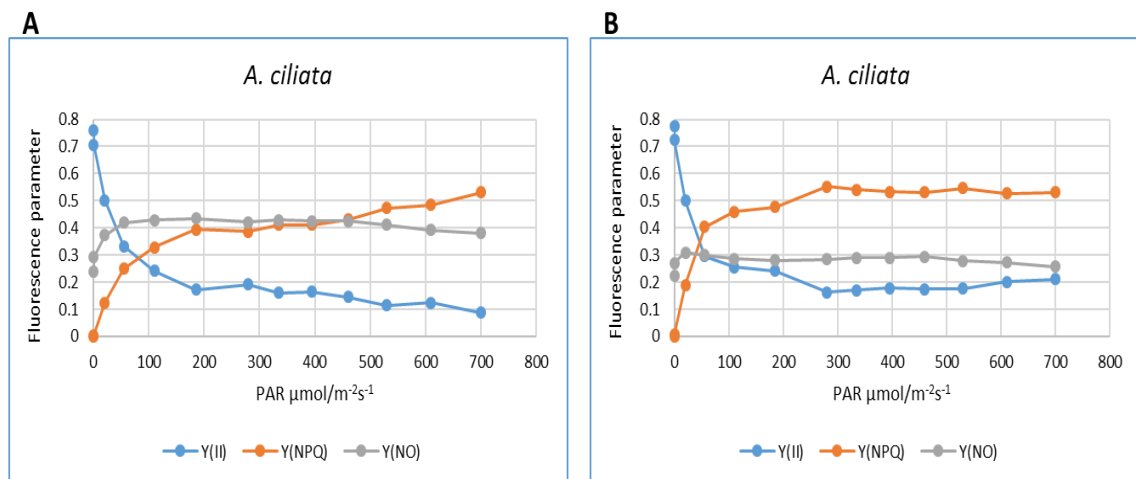 A
A. ciliata
Fluorescence parameter
0.8
0.7
0.6
0.5
0.4
0.3
0.2
0.1
0
0 100 200 300 400 500 600 700 800
PAR µmol/m⁻²s⁻¹
Y(II) Y(NPQ) Y(NO)
B
A. ciliata
Fluorescence parameter
0.8
0.7
0.6
0.5
0.4
0.3
0.2
0.1
0
0 100 200 300 400 500 600 700 800
PAR µmol/m⁻²s⁻¹
Y(II) Y(NPQ) Y(NO)